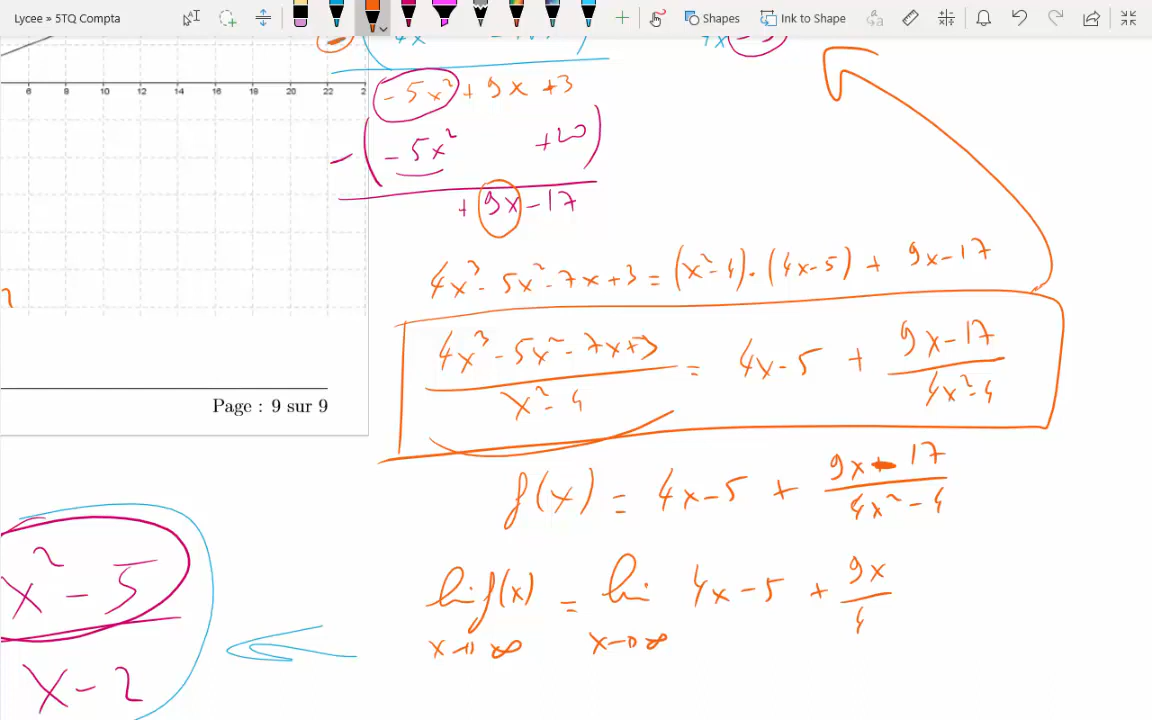 Lycee » 5TQ Compta
Shapes
Ink to Shape
6 8 10 12 14 16 18 20 22 2
- 5x² + 9x + 3
- (- 5x² + 20)
+ 9x - 17
4x³ - 5x² - 7x + 3 = (x² - 4) . (4x - 5) + 9x - 17
(4x³ - 5x² - 7x + 3)/(x² - 4) = 4x - 5 + (9x - 17)/(4x² - 4)
Page : 9 sur 9
f(x) = 4x - 5 + (9x - 17)/(4x² - 4)
lim f(x) = lim 4x - 5 + 9x/4
x→∞ x→∞
x² - 5
x - 2